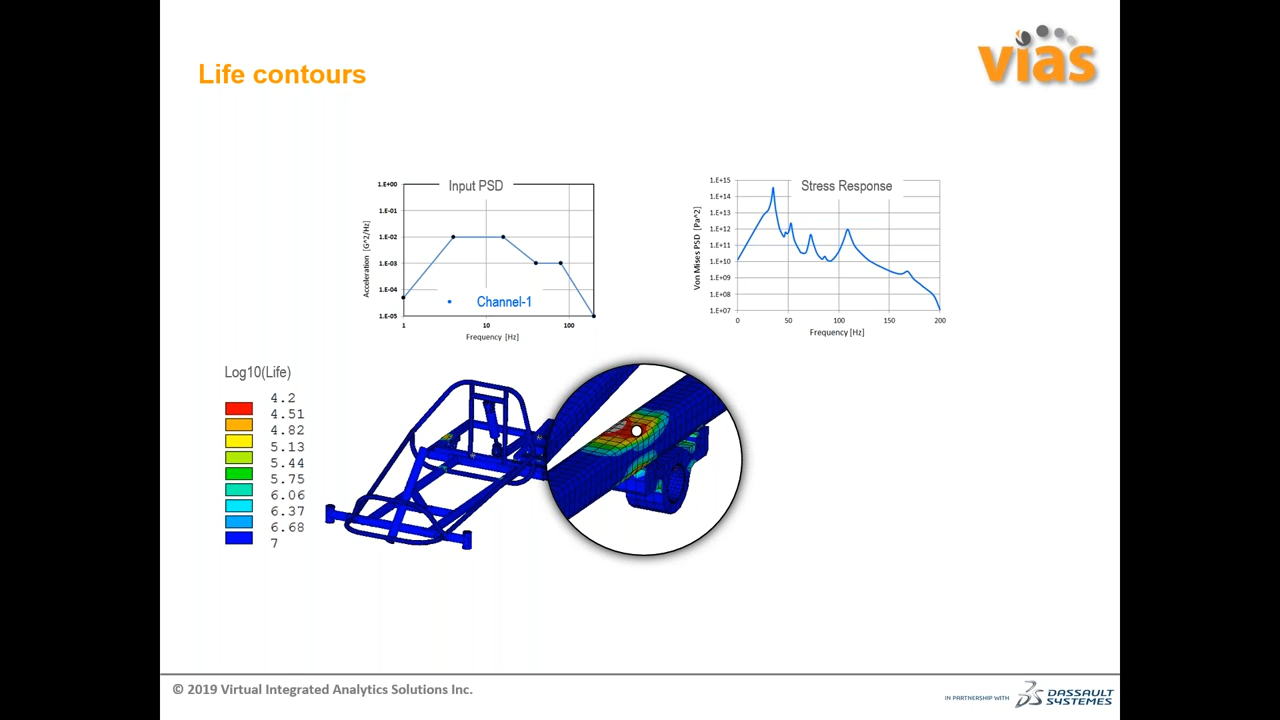 Life contours
vias
Input PSD
1.E+00
1.E-01
1.E-02
1.E-03
1.E-04
1.E-05
Acceleration [G^2/Hz]
Channel-1
1
10
100
Frequency [Hz]
Stress Response
1.E+15
1.E+14
1.E+13
1.E+12
1.E+11
1.E+10
1.E+09
1.E+08
1.E+07
Von Mises PSD [Pa^2]
0
50
100
150
200
Frequency [Hz]
Log10(Life)
4.2
4.51
4.82
5.13
5.44
5.75
6.06
6.37
6.68
7
© 2019 Virtual Integrated Analytics Solutions Inc.
IN PARTNERSHIP WITH
DASSAULT
SYSTEMES